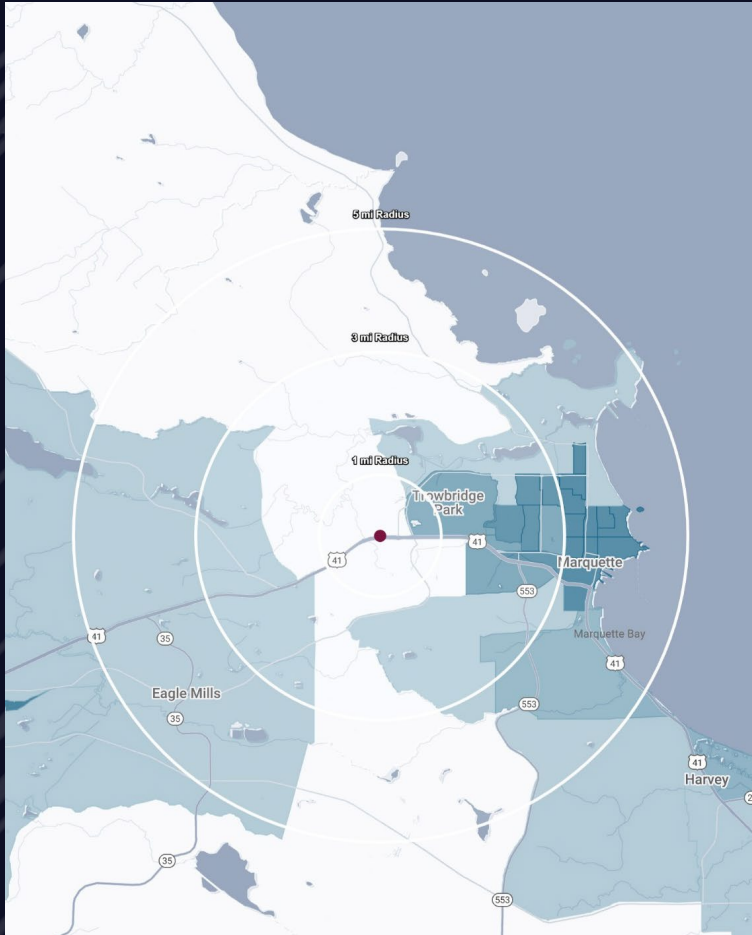 5 mi Radius
3 mi Radius
1 mi Radius
Trowbridge
Park
41
41
Marquette
553
Marquette Bay
41
35
41
Eagle Mills
553
35
41
Harvey
2
35
553